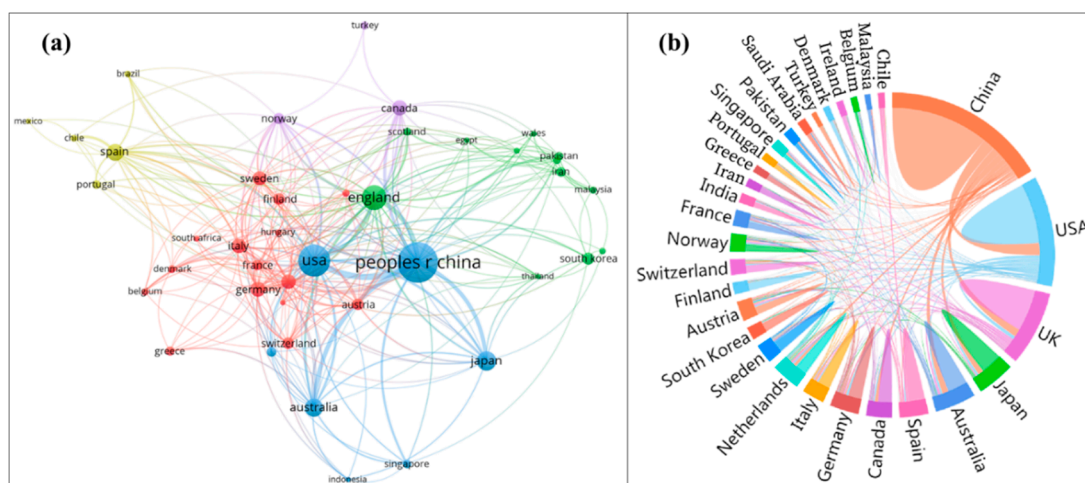 (a)
turkey
brazil
canada
mexico
norway
scotland
wales
chile
egypt
spain
pakistan
iran
portugal
sweden
malaysia
finland
england
hungary
south africa
italy
usa
peoples r china
south korea
denmark
france
thailand
belgium
germany
austria
greece
switzerland
japan
australia
singapore
indonesia
(b)
China
USA
UK
Japan
Australia
Spain
Canada
Germany
Italy
Netherlands
Sweden
South Korea
Austria
Finland
Switzerland
Norway
France
India
Iran
Greece
Portugal
Singapore
Pakistan
Saudi Arabia
Turkey
Denmark
Ireland
Belgium
Malaysia
Chile